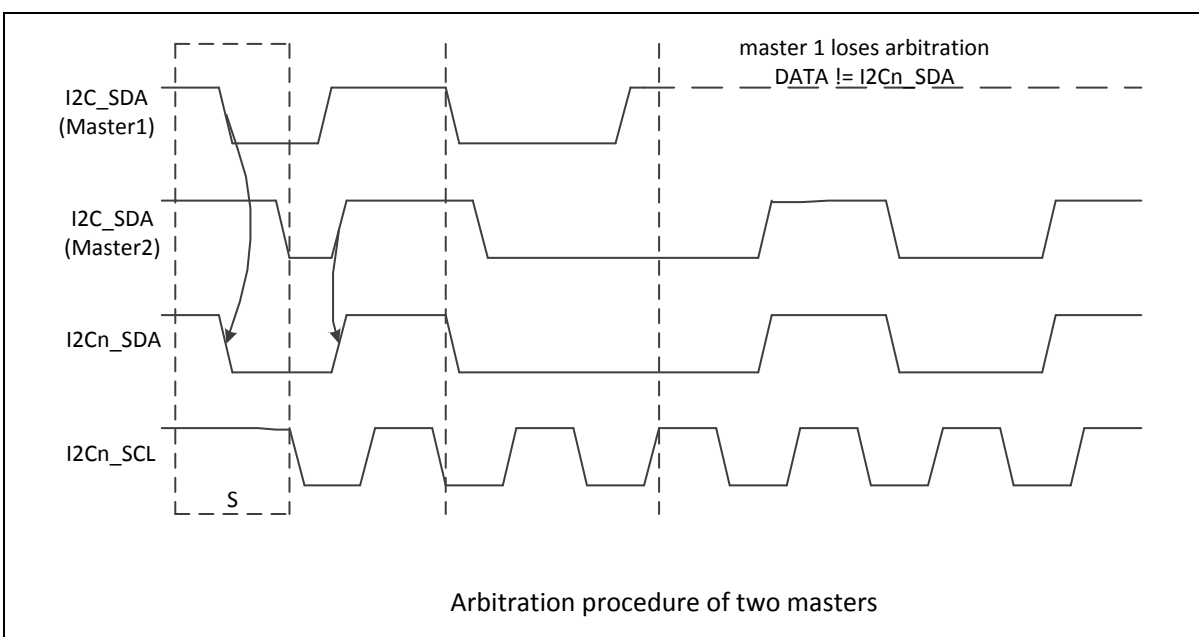 master 1 loses arbitration
DATA != I2Cn_SDA
I2C_SDA
(Master1)
I2C_SDA
(Master2)
I2Cn_SDA
I2Cn_SCL
S
Arbitration procedure of two masters